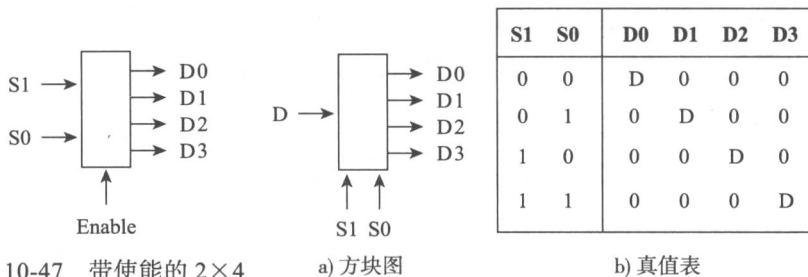 S1
S0
D0
D1
D2
D3
Enable
10-47 带使能的 2×4
D
D0
D1
D2
D3
S1 S0
a) 方块图
S1 S0 D0 D1 D2 D3
0 0 D 0 0 0
0 1 0 D 0 0
1 0 0 0 D 0
1 1 0 0 0 D
b) 真值表